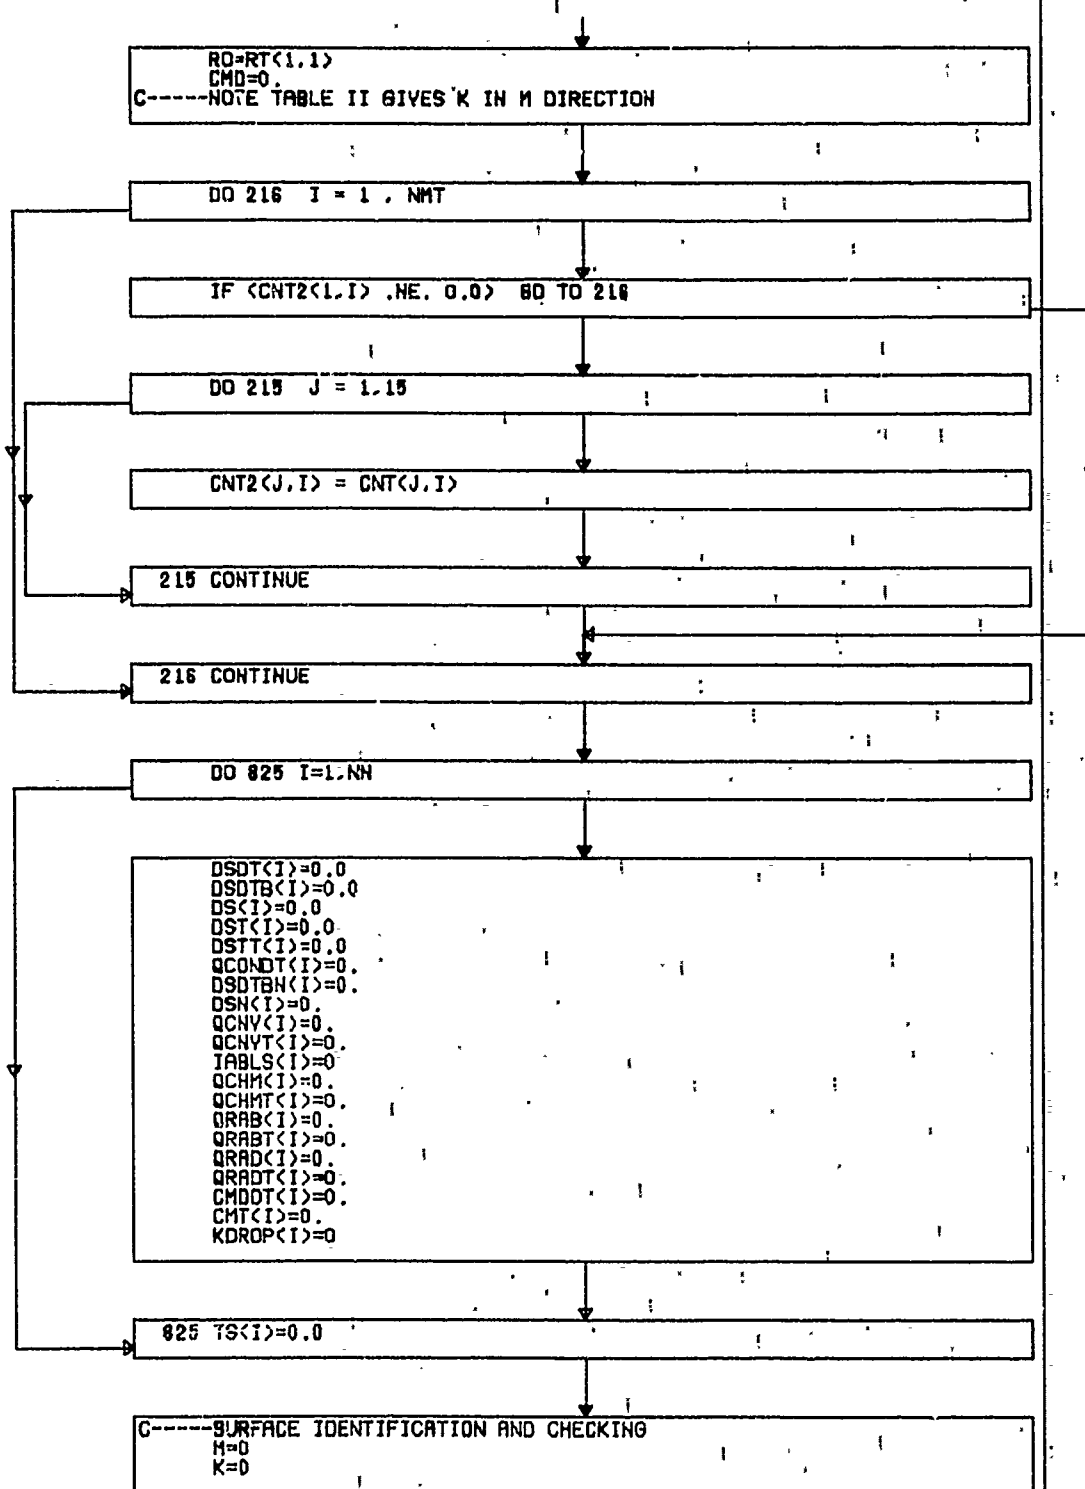 RO=RT(1,1)
CMD=0.
C-----NOTE TABLE II GIVES K IN M DIRECTION
DO 216 I = 1 , NMT
IF (CNT2(1,I) .NE. 0.0) GO TO 216
DO 215 J = 1,15
CNT2(J,I) = CNT(J,I)
215 CONTINUE
216 CONTINUE
DO 825 I=1,NN
DSDT(I)=0.0
DSDTB(I)=0.0
DS(I)=0.0
DST(I)=0.0
DSTT(I)=0.0
QCONDT(I)=0.
DSDTBN(I)=0.
DSN(I)=0.
QCNV(I)=0.
QCNVT(I)=0.
IABLS(I)=0
QCHM(I)=0.
QCHMT(I)=0.
QRAB(I)=0.
QRABT(I)=0.
QRAD(I)=0.
QRADT(I)=0.
CMDOT(I)=0.
CMT(I)=0.
KDROP(I)=0
825 TS(I)=0.0
C-----SURFACE IDENTIFICATION AND CHECKING
M=0
K=0